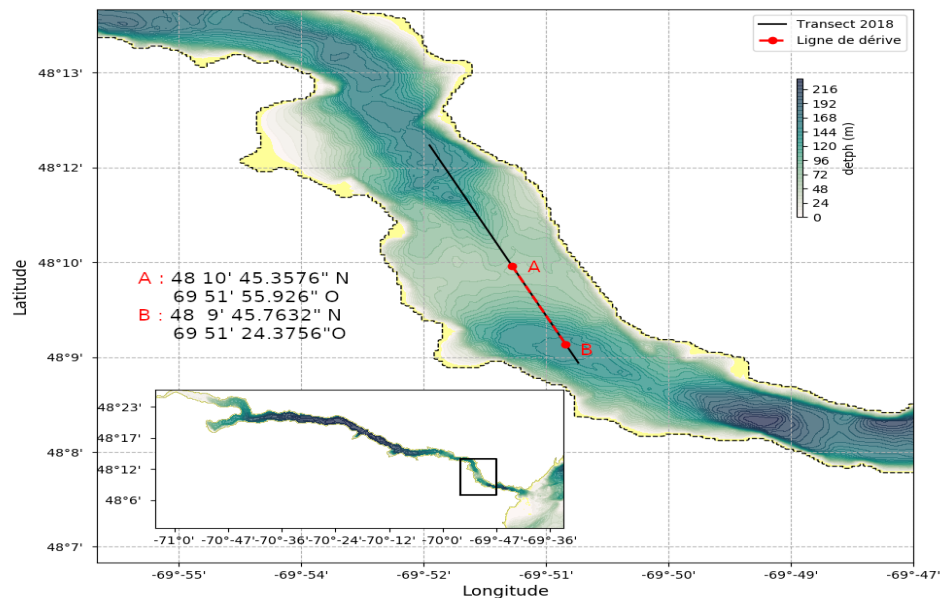 Transect 2018
Ligne de dérive
48°13'
48°12'
48°10'
48°9'
48°8'
48°7'
Latitude
216
192
168
144
120
96
72
48
24
0
detph (m)
A
B
A : 48 10' 45.3576" N
69 51' 55.926" O
B : 48 9' 45.7632" N
69 51' 24.3756"O
48°23'
48°17'
48°12'
48°6'
-71°0' -70°47' -70°36' -70°24' -70°12' -70°0' -69°47' -69°36'
-69°55' -69°54' -69°52' -69°51' -69°50' -69°49' -69°47'
Longitude